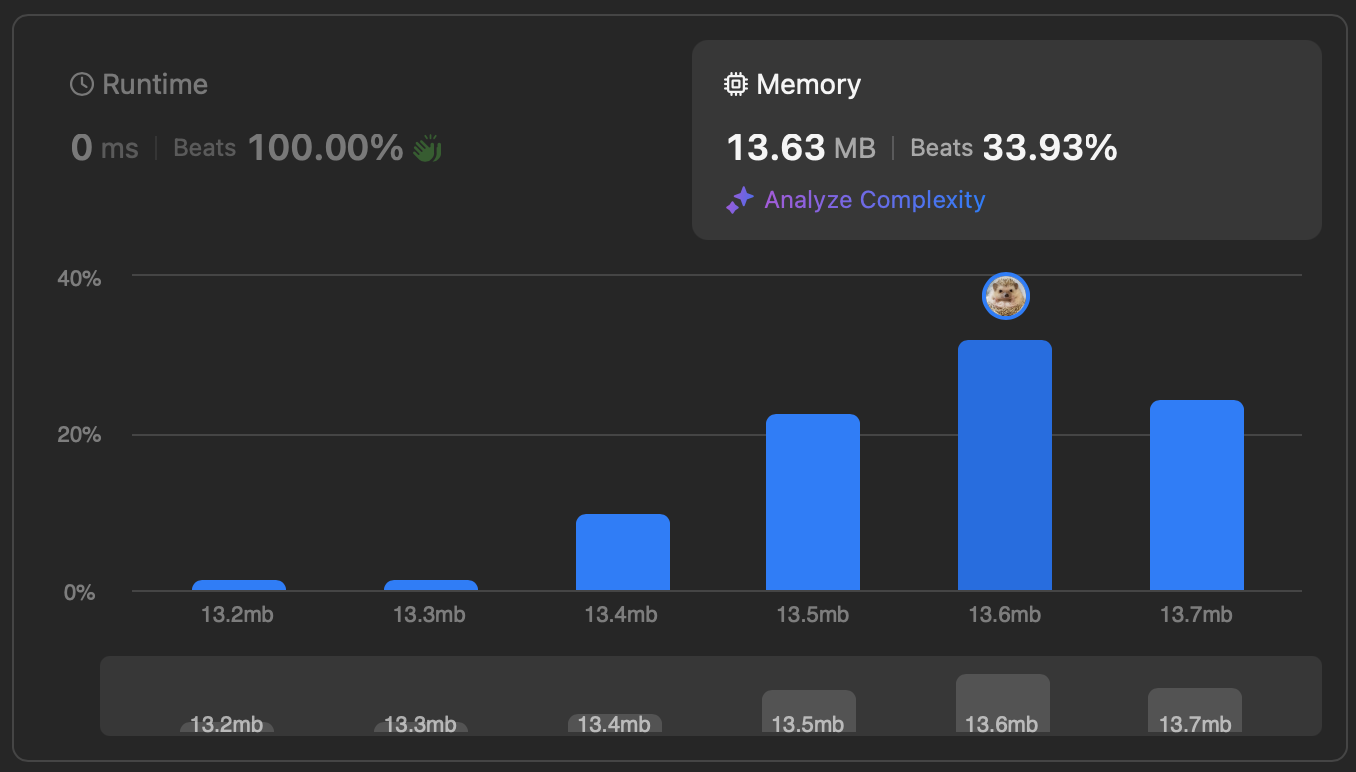 Runtime
0 ms | Beats 100.00%
Memory
13.63 MB | Beats 33.93%
Analyze Complexity
40%
20%
0%
13.2mb 13.3mb 13.4mb 13.5mb 13.6mb 13.7mb
13.2mb 13.3mb 13.4mb 13.5mb 13.6mb 13.7mb